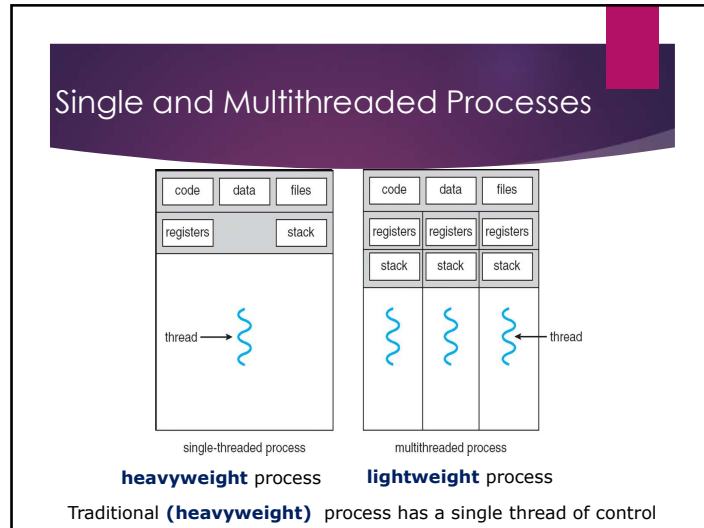 Single and Multithreaded Processes
code data files
registers stack
thread
single-threaded process
code data files
registers registers registers
stack stack stack
thread
multithreaded process
heavyweight process
lightweight process
Traditional (heavyweight) process has a single thread of control